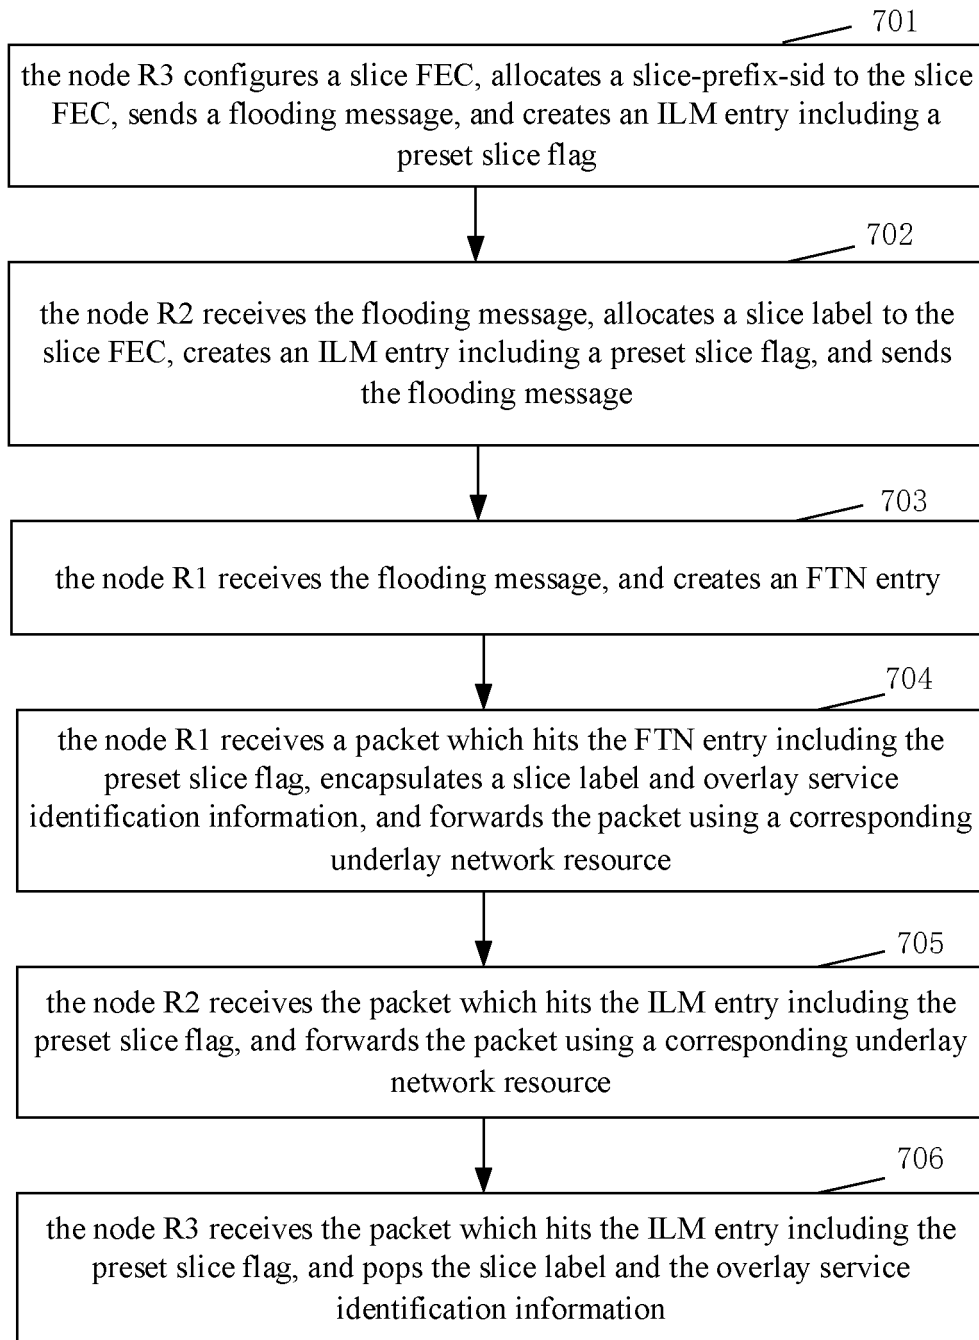 701
the node R3 configures a slice FEC, allocates a slice-prefix-sid to the slice
FEC, sends a flooding message, and creates an ILM entry including a
preset slice flag
702
the node R2 receives the flooding message, allocates a slice label to the
slice FEC, creates an ILM entry including a preset slice flag, and sends
the flooding message
703
the node R1 receives the flooding message, and creates an FTN entry
704
the node R1 receives a packet which hits the FTN entry including the
preset slice flag, encapsulates a slice label and overlay service
identification information, and forwards the packet using a corresponding
underlay network resource
705
the node R2 receives the packet which hits the ILM entry including the
preset slice flag, and forwards the packet using a corresponding underlay
network resource
706
the node R3 receives the packet which hits the ILM entry including the
preset slice flag, and pops the slice label and the overlay service
identification information